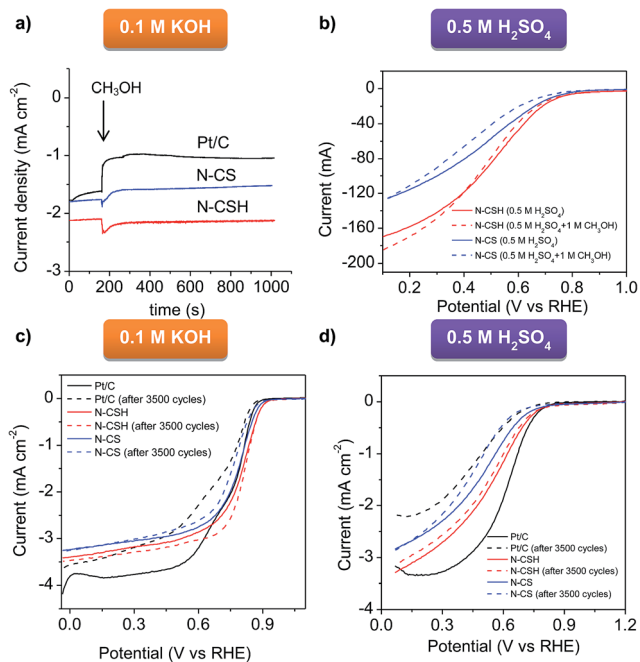 a)
0.1 M KOH
Current density (mA cm⁻²)
0
-1
-2
-3
CH₃OH
Pt/C
N-CS
N-CSH
0
200
400
600
800
1000
time (s)
b)
0.5 M H₂SO₄
Current (mA)
0
-40
-80
-120
-160
-200
N-CSH (0.5 M H₂SO₄)
N-CSH (0.5 M H₂SO₄+1 M CH₃OH)
N-CS (0.5 M H₂SO₄)
N-CS (0.5 M H₂SO₄+1 M CH₃OH)
0.2
0.4
0.6
0.8
1.0
Potential (V vs RHE)
c)
0.1 M KOH
Current (mA cm⁻²)
0
-1
-2
-3
-4
Pt/C
Pt/C (after 3500 cycles)
N-CSH
N-CSH (after 3500 cycles)
N-CS
N-CS (after 3500 cycles)
0.0
0.3
0.6
0.9
Potential (V vs RHE)
d)
0.5 M H₂SO₄
Current (mA cm⁻²)
0
-1
-2
-3
-4
Pt/C
Pt/C (after 3500 cycles)
N-CSH
N-CSH (after 3500 cycles)
N-CS
N-CS (after 3500 cycles)
0.0
0.2
0.4
0.6
0.8
1.2
Potential (V vs RHE)